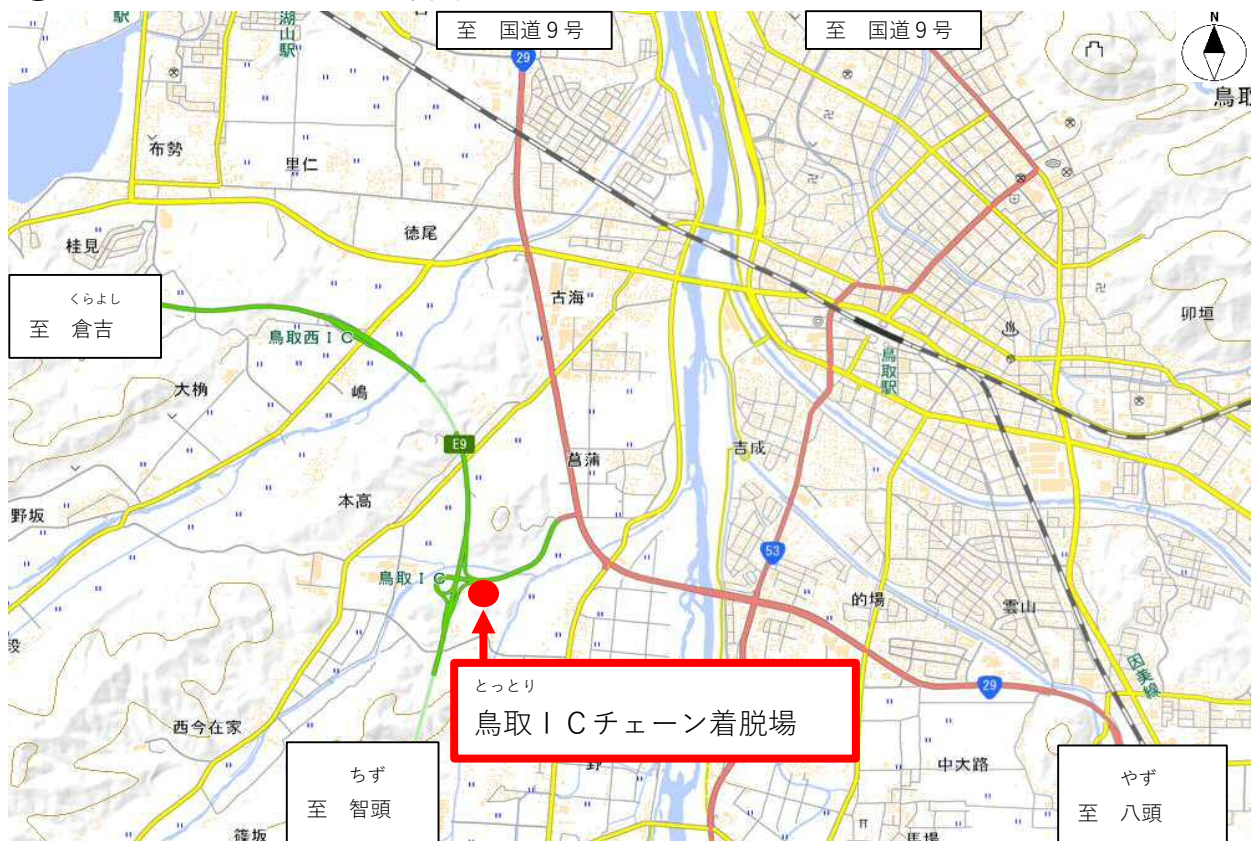 至 国道9号
至 国道9号
N
駅
湖山駅
29
鳥取
布勢
里仁
徳尾
桂見
くらよし
至 倉吉
古海
卯垣
鳥取西IC
大桷
嶋
鳥取駅
E9
菖蒲
吉成
本高
野坂
53
鳥取IC
的場
雲山
段
因美線
とっとり
鳥取ICチェーン着脱場
29
西今在家
野
中大路
ちず
至 智頭
やず
至 八頭
篠坂
馬場